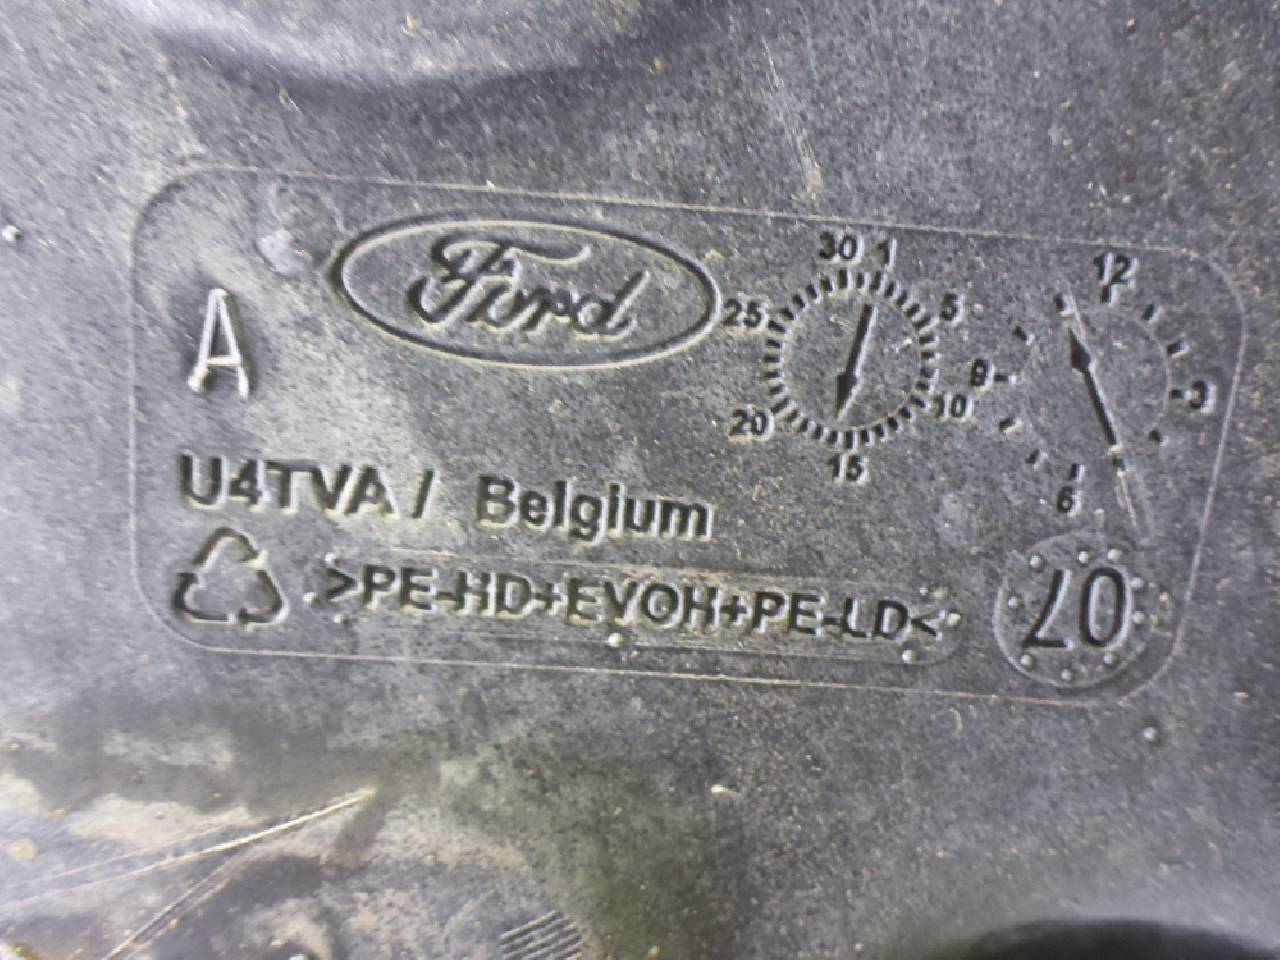 Ford
A
30 1
25 5
20 10
15
12
9 3
6
U4TVA / Belgium
>PE-HD+EVOH+PE-LD<
07